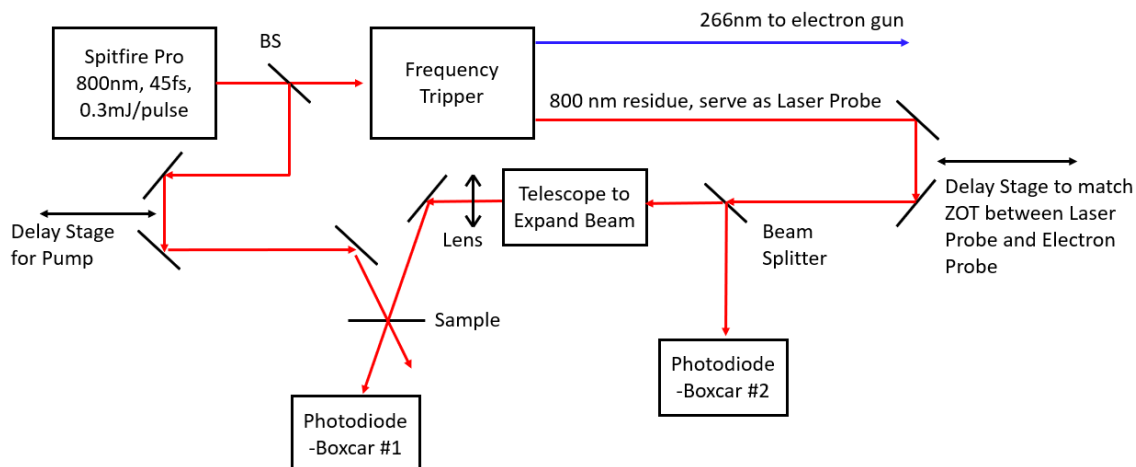 Spitfire Pro
800nm, 45fs,
0.3mJ/pulse
BS
Frequency
Tripper
266nm to electron gun
800 nm residue, serve as Laser Probe
Delay Stage
for Pump
Lens
Telescope to
Expand Beam
Beam
Splitter
Delay Stage to match
ZOT between Laser
Probe and Electron
Probe
Sample
Photodiode
-Boxcar #1
Photodiode
-Boxcar #2